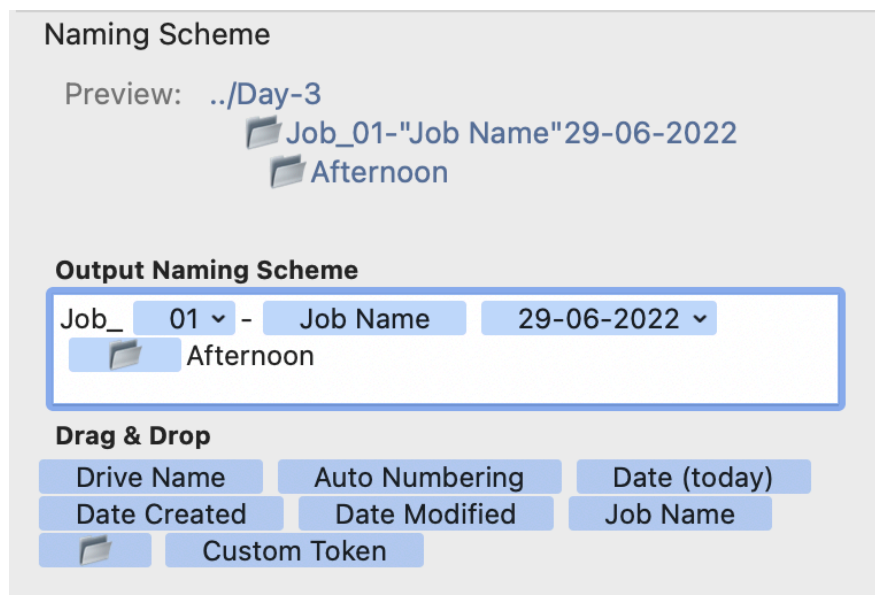 Naming Scheme
Preview: ../Day-3
Job_01-"Job Name"29-06-2022
Afternoon
Output Naming Scheme
Job_ 01 - Job Name 29-06-2022
Afternoon
Drag & Drop
Drive Name Auto Numbering Date (today)
Date Created Date Modified Job Name
Custom Token